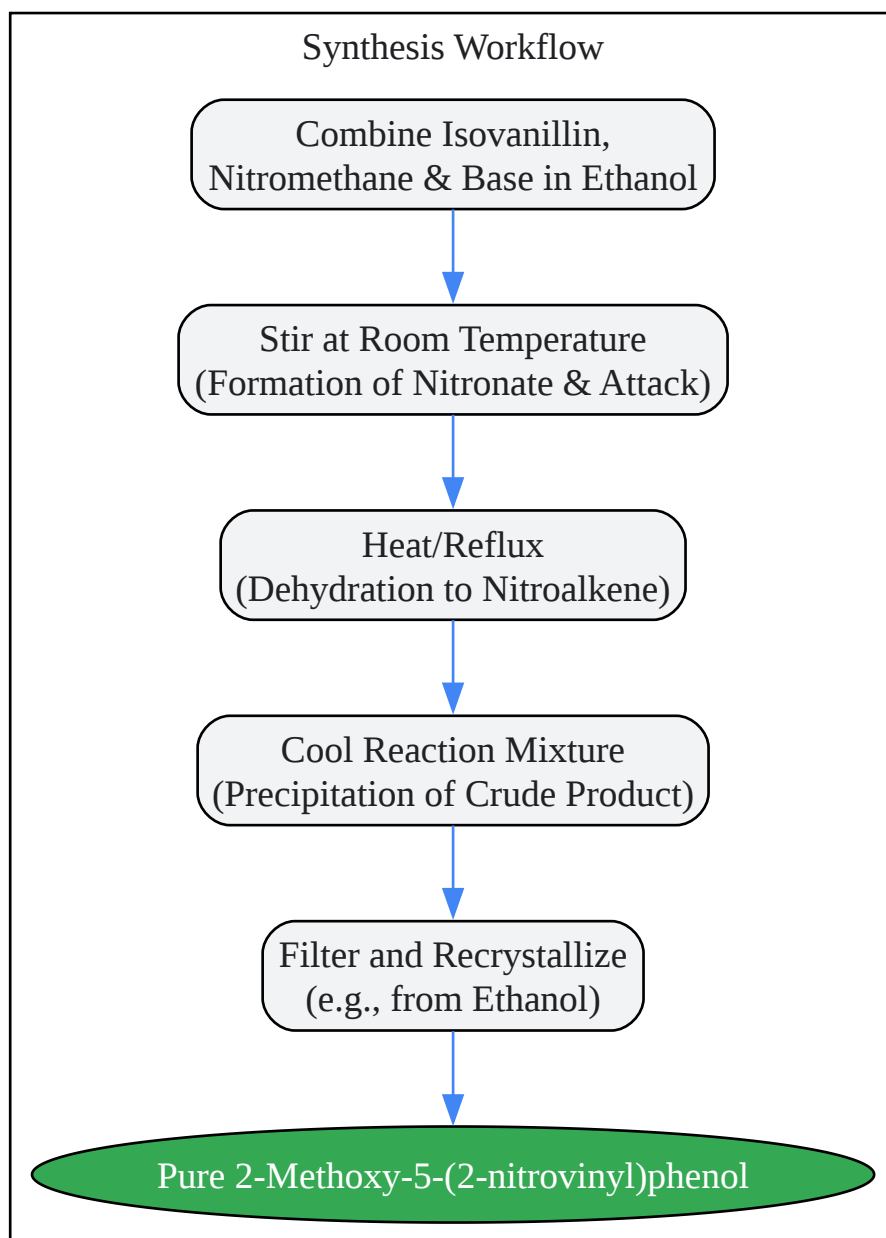 Synthesis Workflow
Combine Isovanillin,
Nitromethane & Base in Ethanol
Stir at Room Temperature
(Formation of Nitronate & Attack)
Heat/Reflux
(Dehydration to Nitroalkene)
Cool Reaction Mixture
(Precipitation of Crude Product)
Filter and Recrystallize
(e.g., from Ethanol)
Pure 2-Methoxy-5-(2-nitrovinyl)phenol